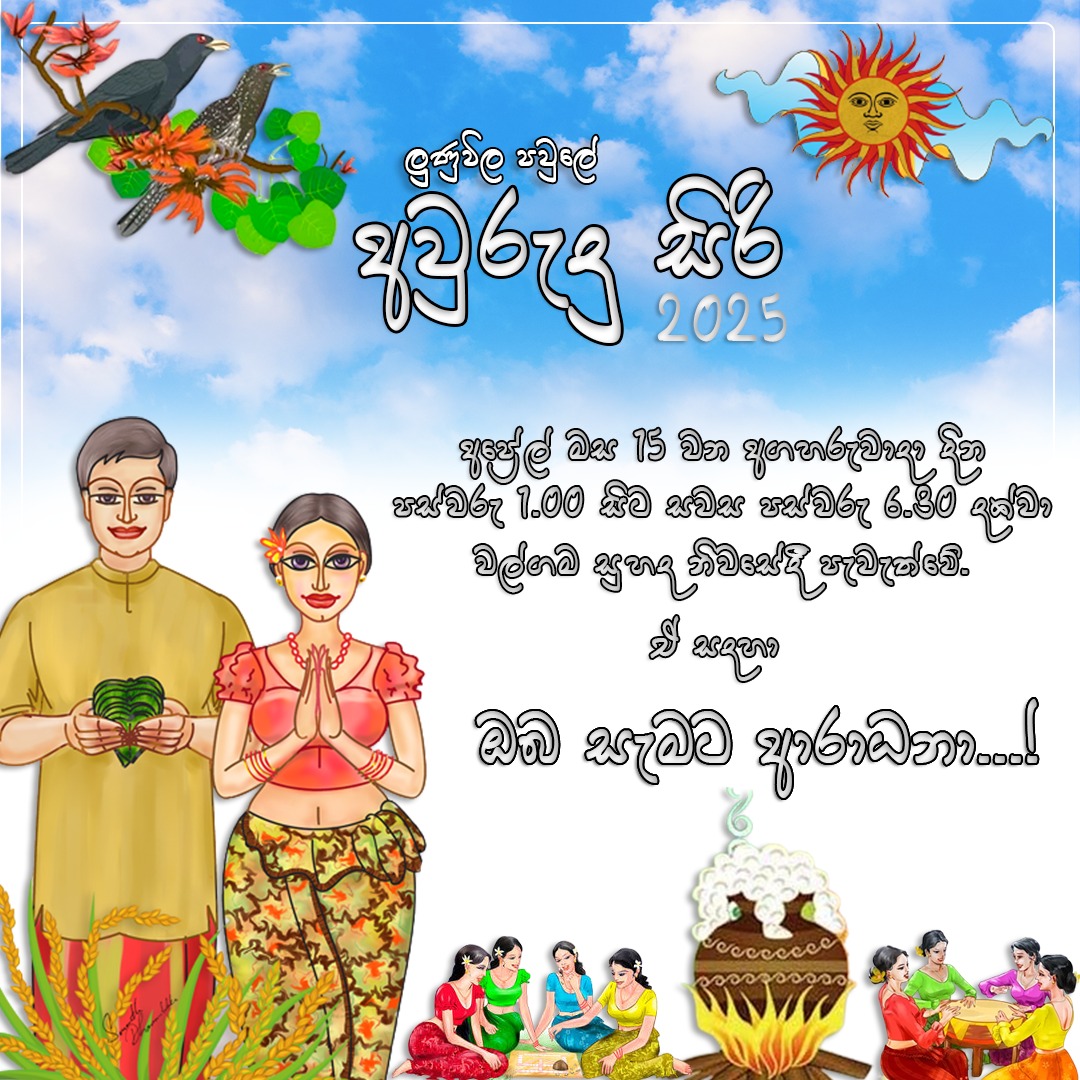 ලුණුවිල පවුලේ
අවුරුදු සිරි
2025
අප්‍රේල් මස 15 වන අගහරුවාදා දින
පස්වරු 1.00 සිට සවස පස්වරු 6.30 දක්වා
වල්ගම සුහද නිවසේදී පැවැත්වේ.
ඒ සඳහා
ඔබ සැමට ආරාධනා....!